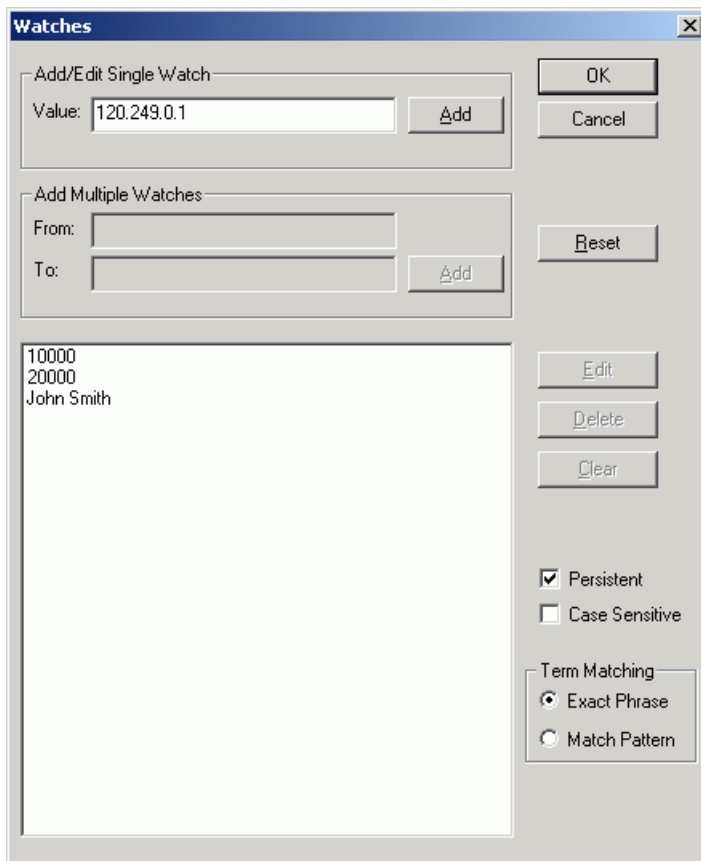 Watches
Add/Edit Single Watch
Value: 120.249.0.1 Add
OK
Cancel
Add Multiple Watches
From:
To: Add
Reset
10000
20000
John Smith
Edit
Delete
Clear
Persistent
Case Sensitive
Term Matching
Exact Phrase
Match Pattern